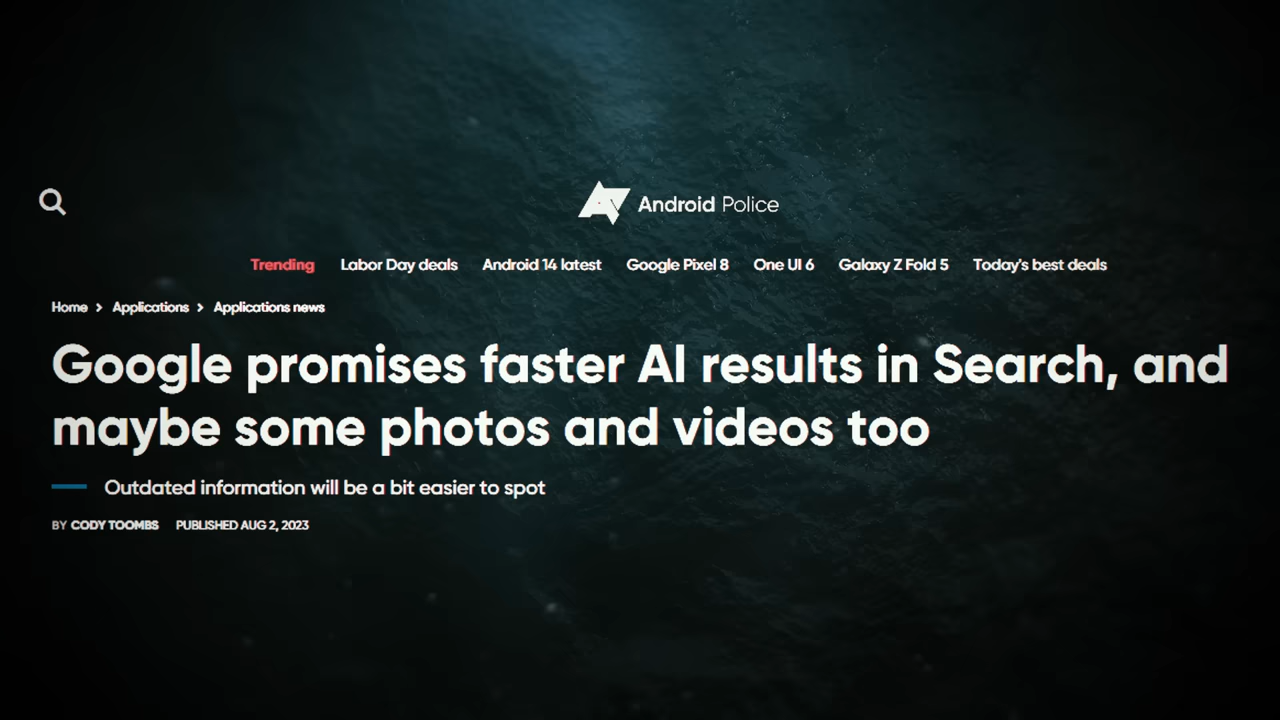 Android Police
Trending Labor Day deals Android 14 latest Google Pixel 8 One UI 6 Galaxy Z Fold 5 Today's best deals
Home > Applications > Applications news
Google promises faster AI results in Search, and
maybe some photos and videos too
Outdated information will be a bit easier to spot
BY CODY TOOMBS PUBLISHED AUG 2, 2023